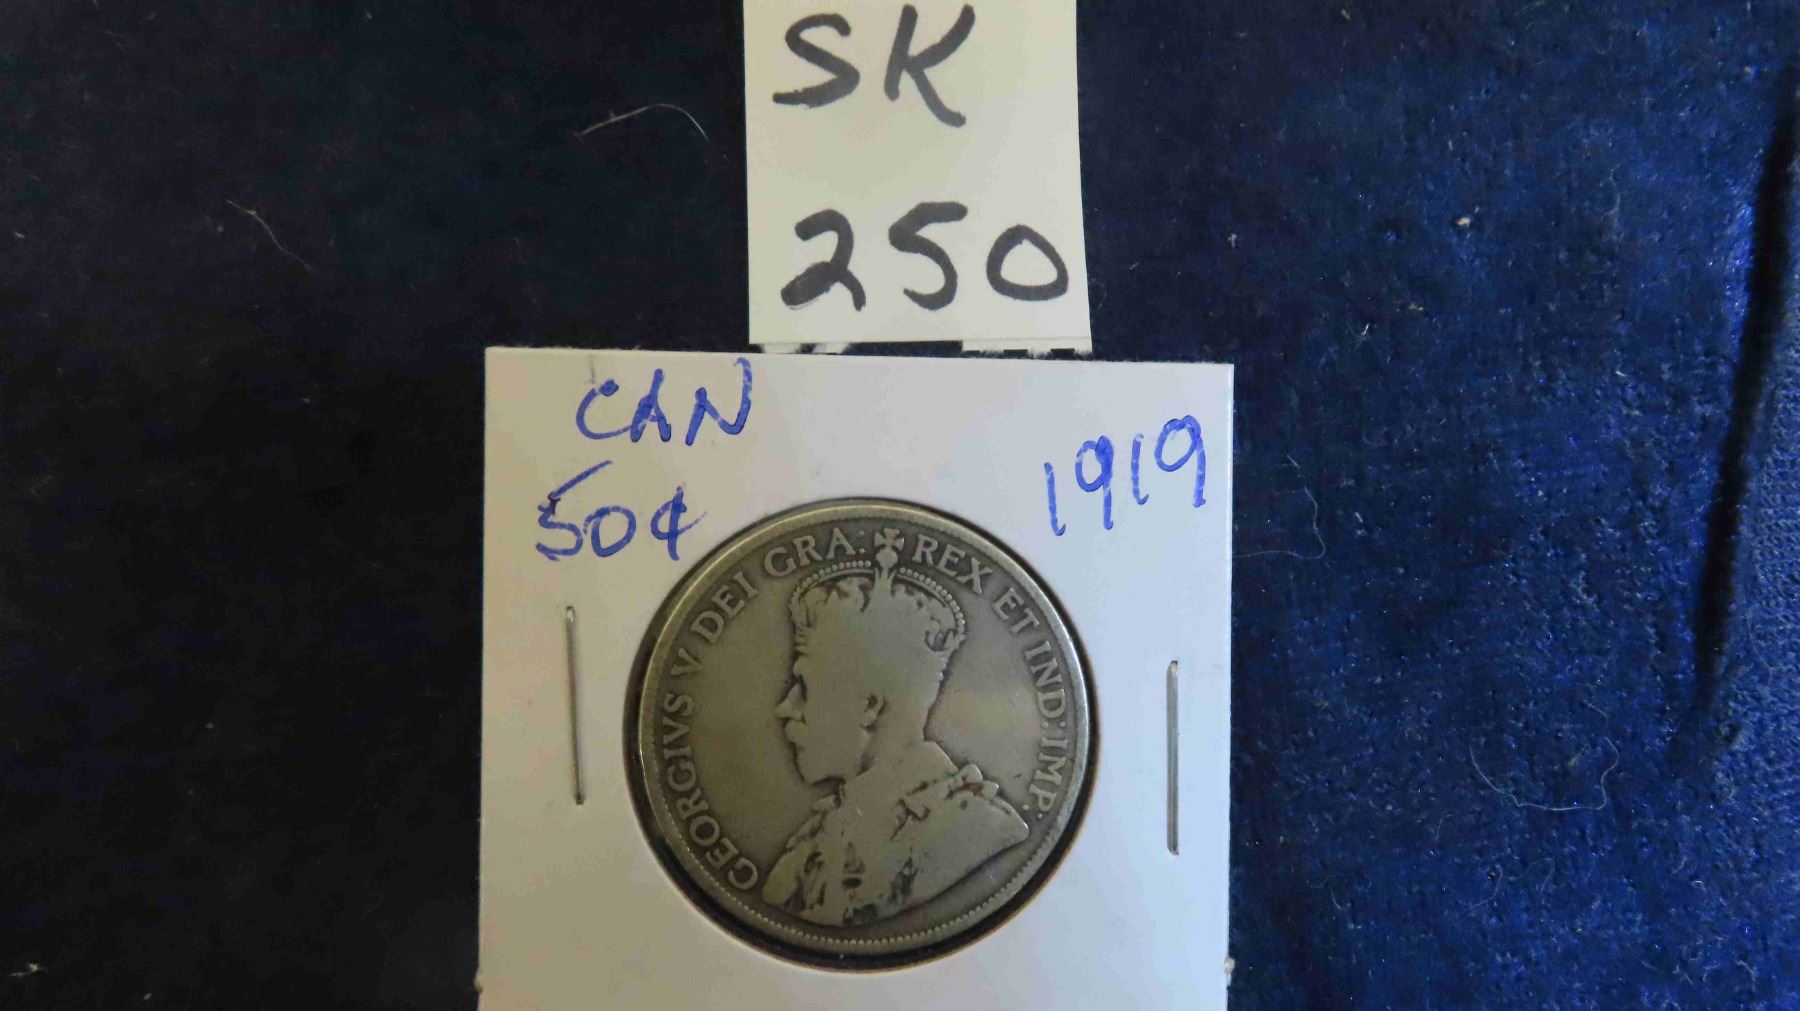 SK
250
CAN
50¢
1919
GEORGIVS V DEI GRA: REX ET IND: IMP: